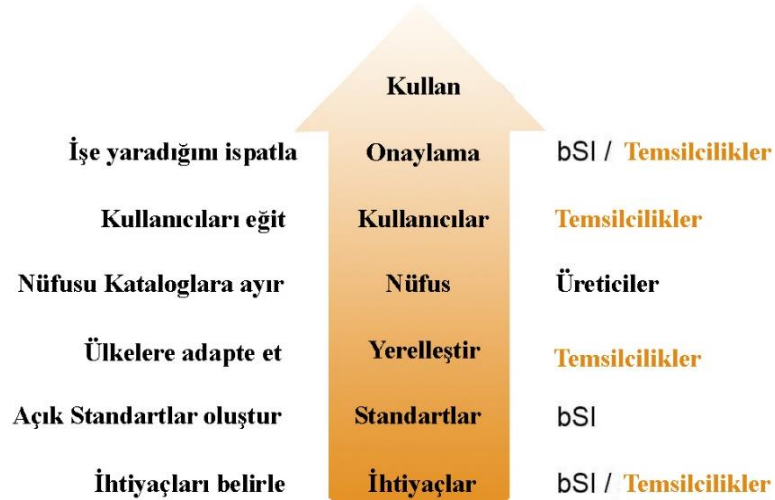 Kullan
İşe yaradığını ispatla Onaylama bSI / Temsilcilikler
Kullanıcıları eğit Kullanıcılar Temsilcilikler
Nüfusu Kataloglara ayır Nüfus Üreticiler
Ülkelere adapte et Yerelleştir Temsilcilikler
Açık Standartlar oluştur Standartlar bSI
İhtiyaçları belirle İhtiyaçlar bSI / Temsilcilikler